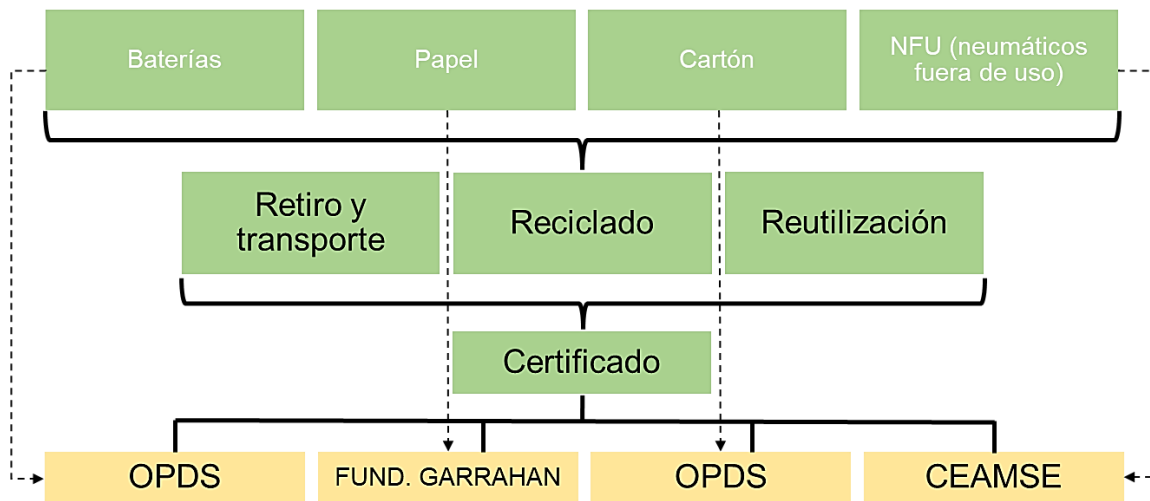 Baterías
Papel
Cartón
NFU (neumáticos
fuera de uso)
Retiro y
transporte
Reciclado
Reutilización
Certificado
OPDS
FUND. GARRAHAN
OPDS
CEAMSE